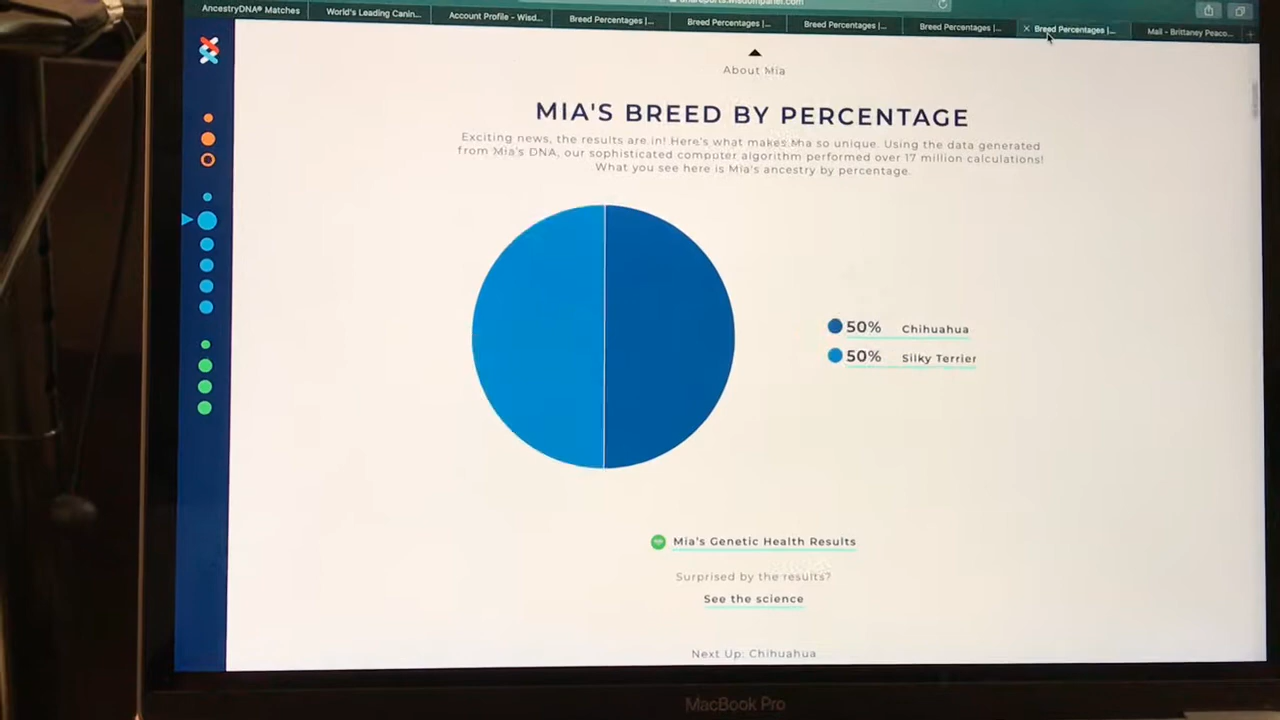 AncestryDNA® Matches
World's Leading Canin...
Account Profile - Wisd...
Breed Percentages |...
Breed Percentages |...
Breed Percentages |...
Breed Percentages |...
Breed Percentages |...
Mail - Brittaney Peaco...
About Mia
MIA'S BREED BY PERCENTAGE
Exciting news, the results are in! Here's what makes Mia so unique. Using the data generated
from Mia's DNA, our sophisticated computer algorithm performed over 17 million calculations!
What you see here is Mia's ancestry by percentage.
50% Chihuahua
50% Silky Terrier
Mia's Genetic Health Results
Surprised by the results?
See the science
Next Up: Chihuahua
MacBook Pro